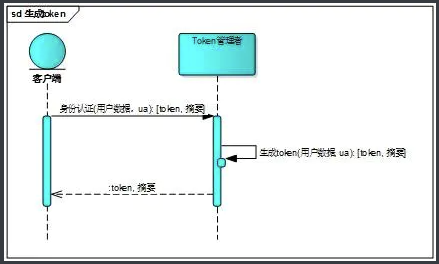 sd 生成token
客户端
Token管理者
身份认证(用户数据，ua): [token, 摘要]
生成token(用户数据, ua): [token, 摘要]
:token, 摘要